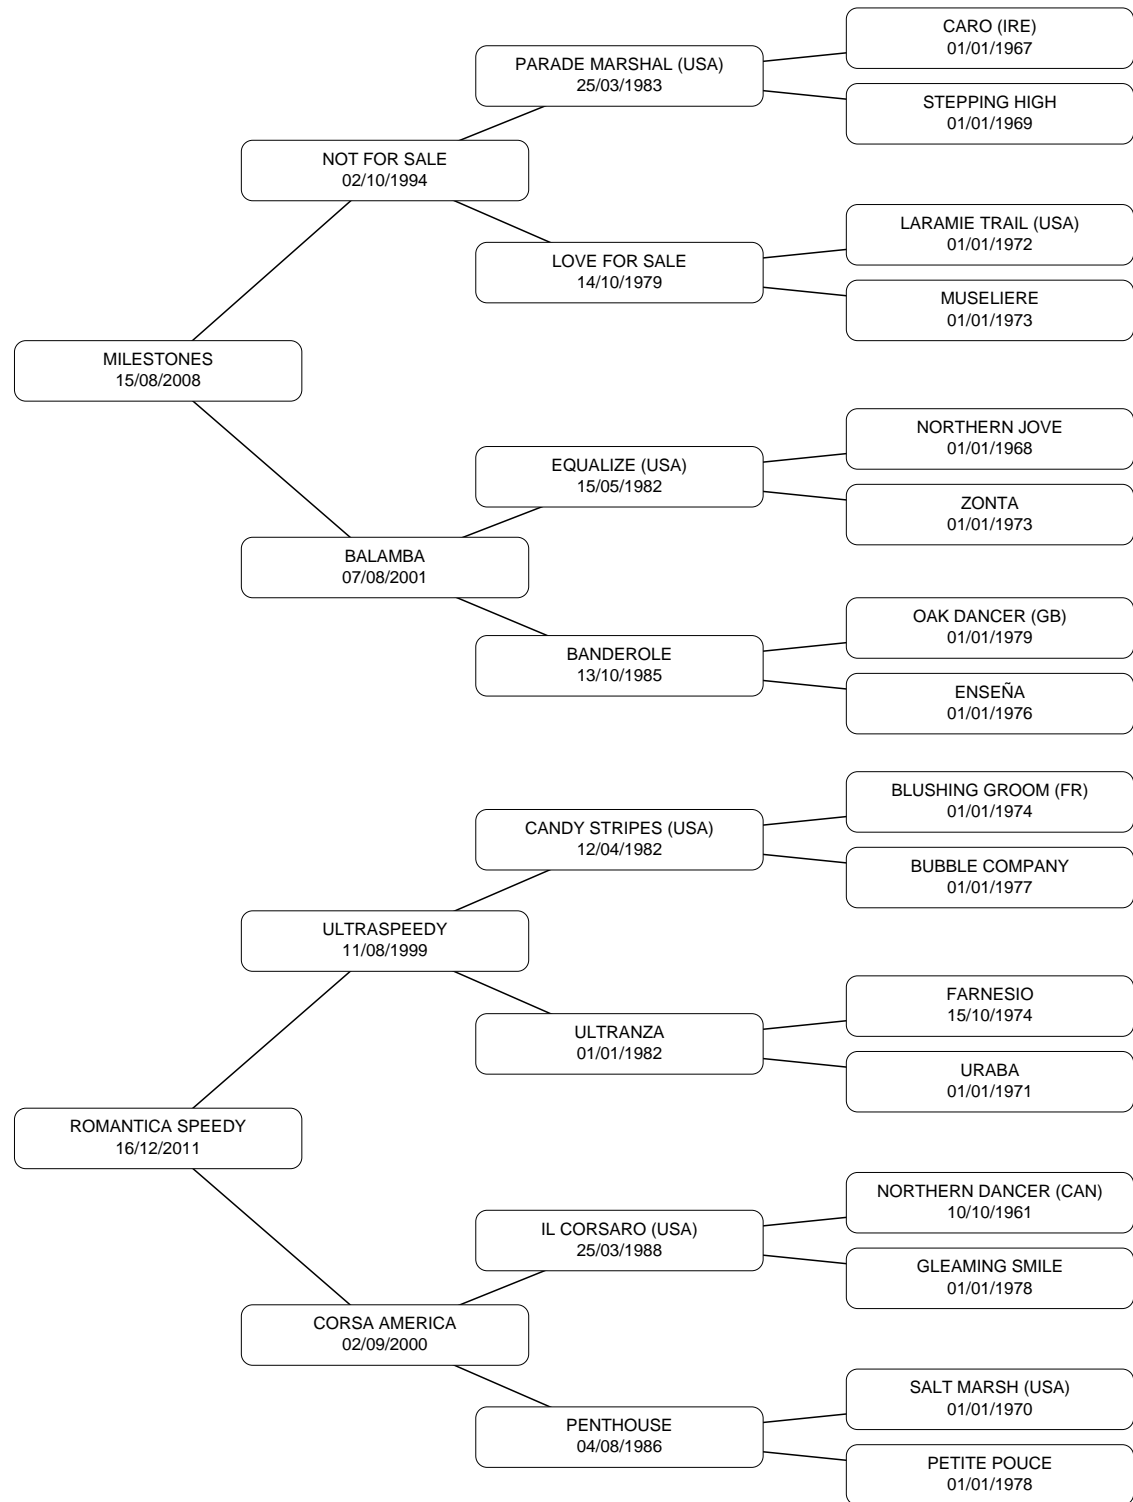 CARO (IRE)
01/01/1967
PARADE MARSHAL (USA)
25/03/1983
STEPPING HIGH
01/01/1969
NOT FOR SALE
02/10/1994
LARAMIE TRAIL (USA)
01/01/1972
LOVE FOR SALE
14/10/1979
MUSELIERE
01/01/1973
MILESTONES
15/08/2008
NORTHERN JOVE
01/01/1968
EQUALIZE (USA)
15/05/1982
ZONTA
01/01/1973
BALAMBA
07/08/2001
OAK DANCER (GB)
01/01/1979
BANDEROLE
13/10/1985
ENSEÑA
01/01/1976
BLUSHING GROOM (FR)
01/01/1974
CANDY STRIPES (USA)
12/04/1982
BUBBLE COMPANY
01/01/1977
ULTRASPEEDY
11/08/1999
FARNESIO
15/10/1974
ULTRANZA
01/01/1982
URABA
01/01/1971
ROMANTICA SPEEDY
16/12/2011
NORTHERN DANCER (CAN)
10/10/1961
IL CORSARO (USA)
25/03/1988
GLEAMING SMILE
01/01/1978
CORSA AMERICA
02/09/2000
SALT MARSH (USA)
01/01/1970
PENTHOUSE
04/08/1986
PETITE POUCE
01/01/1978